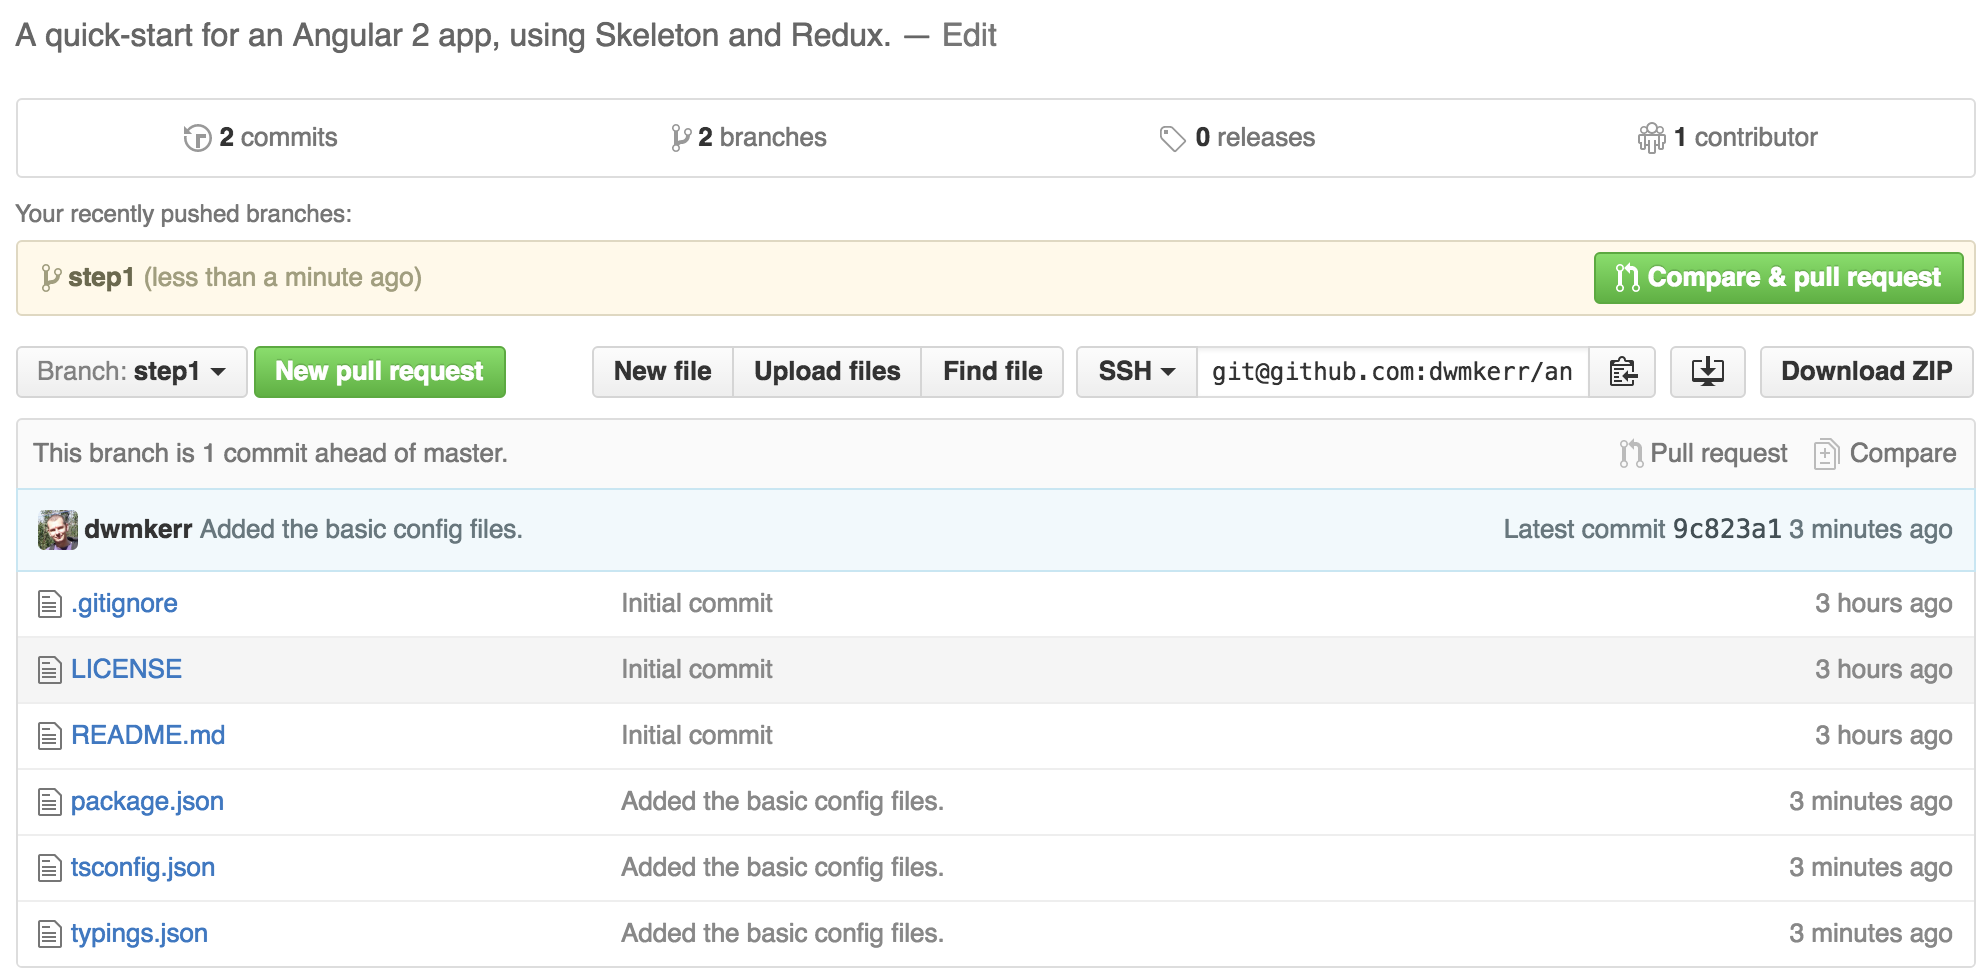 A quick-start for an Angular 2 app, using Skeleton and Redux. — Edit
2 commits 2 branches 0 releases 1 contributor
Your recently pushed branches:
step1 (less than a minute ago) Compare & pull request
Branch: step1 New pull request New file Upload files Find file SSH git@github.com:dwmkerr/an Download ZIP
This branch is 1 commit ahead of master. Pull request Compare
dwmkerr Added the basic config files. Latest commit 9c823a1 3 minutes ago
.gitignore Initial commit 3 hours ago
LICENSE Initial commit 3 hours ago
README.md Initial commit 3 hours ago
package.json Added the basic config files. 3 minutes ago
tsconfig.json Added the basic config files. 3 minutes ago
typings.json Added the basic config files. 3 minutes ago